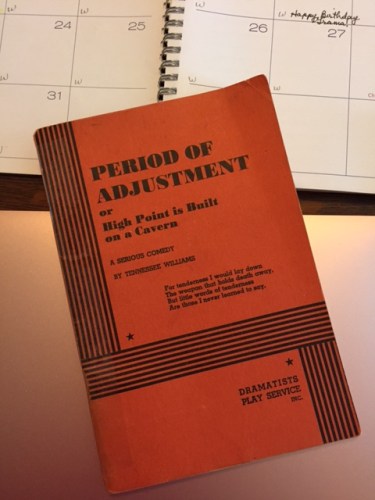 W
24
W
25
W
31
W
W
26
W
Happy Birthday
27
W
W
PERIOD OF
ADJUSTMENT
or
High Point is Built
on a Cavern
A SERIOUS COMEDY
BY TENNESSEE WILLIAMS
For tenderness I would lay down
The weapon that holds death away,
But little words of tenderness
Are those I never learned to say.
DRAMATISTS
PLAY SERVICE
INC.